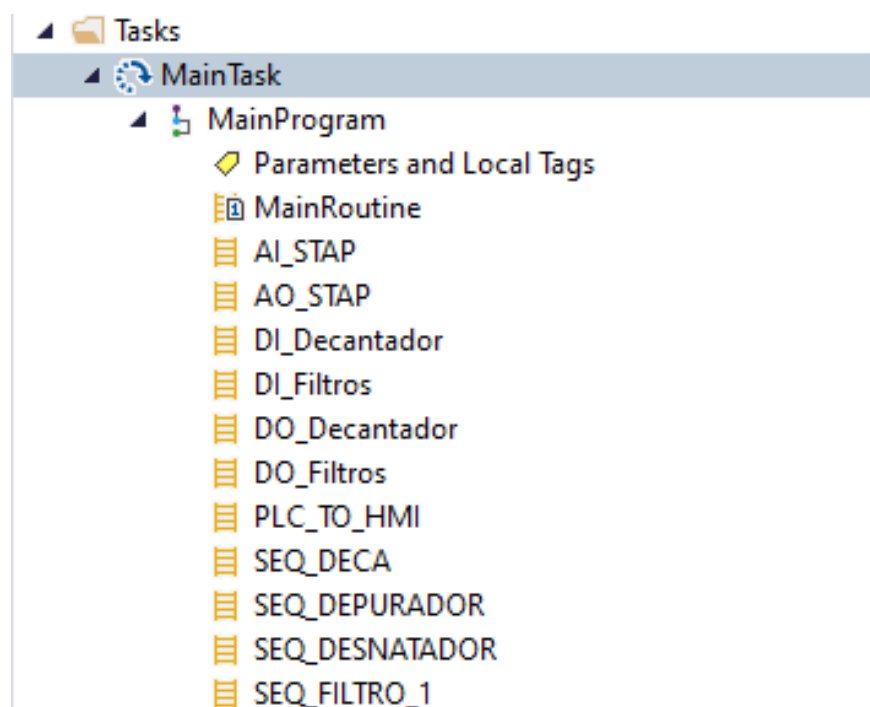 Tasks
MainTask
MainProgram
Parameters and Local Tags
MainRoutine
AI_STAP
AO_STAP
DI_Decantador
DI_Filtros
DO_Decantador
DO_Filtros
PLC_TO_HMI
SEQ_DECA
SEQ_DEPURADOR
SEQ_DESNATADOR
SEQ_FILTRO_1